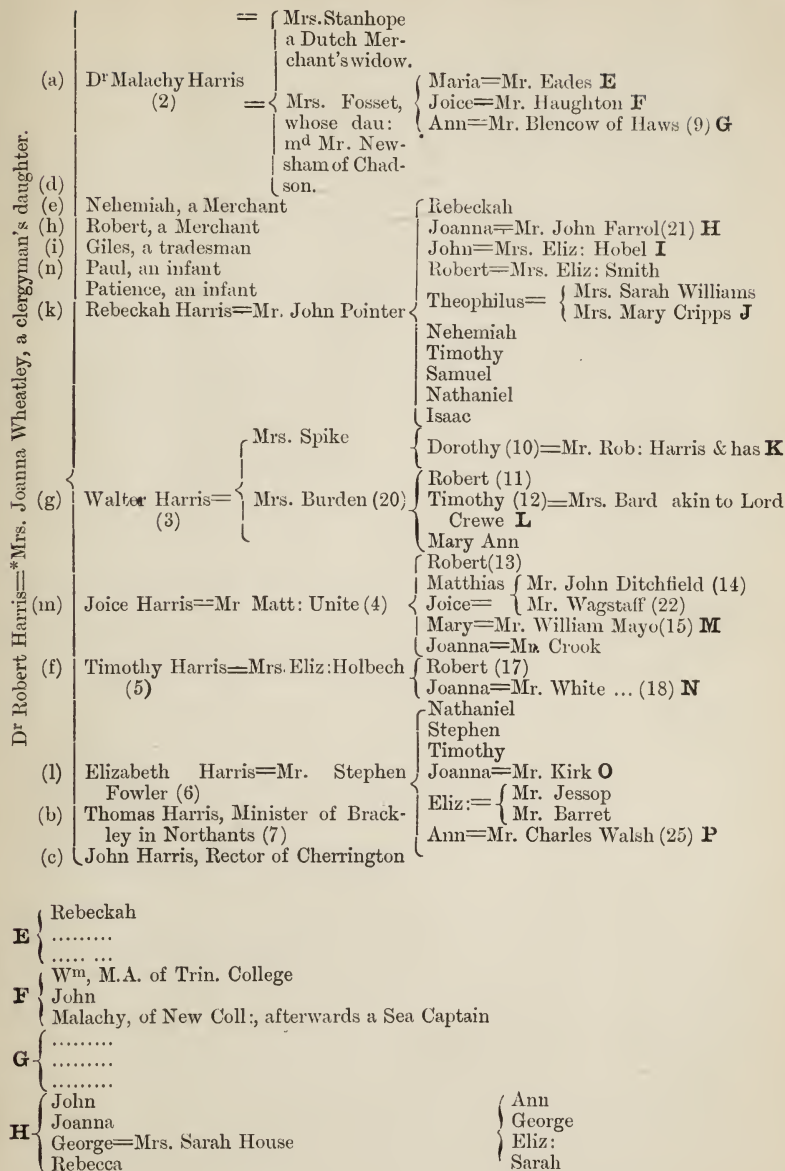 Dr Robert Harris=*Mrs. Joanna Wheatley, a clergyman's daughter.
= Mrs. Stanhope
a Dutch Mer-
chant's widow.
(a) Dr Malachy Harris
(2)
= Mrs. Fosset,
whose dau:
md Mr. New-
sham of Chad-
son.
Maria=Mr. Eades E
Joice=Mr. Haughton F
Ann=Mr. Blencow of Haws (9) G
(d)
(e) Nehemiah, a Merchant
(h) Robert, a Merchant
(i) Giles, a tradesman
(n) Paul, an infant
Patience, an infant
(k) Rebeckah Harris=Mr. John Pointer
Rebeckah
Joanna=Mr. John Farrol(21) H
John=Mrs. Eliz: Hobel I
Robert=Mrs. Eliz: Smith
Theophilus= Mrs. Sarah Williams
Mrs. Mary Cripps J
Nehemiah
Timothy
Samuel
Nathaniel
Isaac
(g) Walter Harris=
(3)
Mrs. Spike
Dorothy (10)=Mr. Rob: Harris & has K
Mrs. Burden (20)
Robert (11)
Timothy (12)=Mrs. Bard akin to Lord
Crewe L
Mary Ann
(m) Joice Harris=Mr Matt: Unite (4)
Robert(13)
Matthias
Joice= Mr. John Ditchfield (14)
Mr. Wagstaff (22)
Mary=Mr. William Mayo(15) M
Joanna=Mr. Crook
(f) Timothy Harris=Mrs. Eliz: Holbech
(5)
Robert (17)
Joanna=Mr. White ... (18) N
(l) Elizabeth Harris=Mr. Stephen
Fowler (6)
Nathaniel
Stephen
Timothy
Joanna=Mr. Kirk O
Eliz:= Mr. Jessop
Mr. Barret
Ann=Mr. Charles Walsh (25) P
(b) Thomas Harris, Minister of Brack-
ley in Northants (7)
(c) John Harris, Rector of Cherrington
E
Rebeckah
.........
..... ...
F
Wm, M.A. of Trin. College
John
Malachy, of New Coll:, afterwards a Sea Captain
G
.........
.........
.........
H
John
Joanna
George=Mrs. Sarah House
Rebecca
Ann
George
Eliz:
Sarah